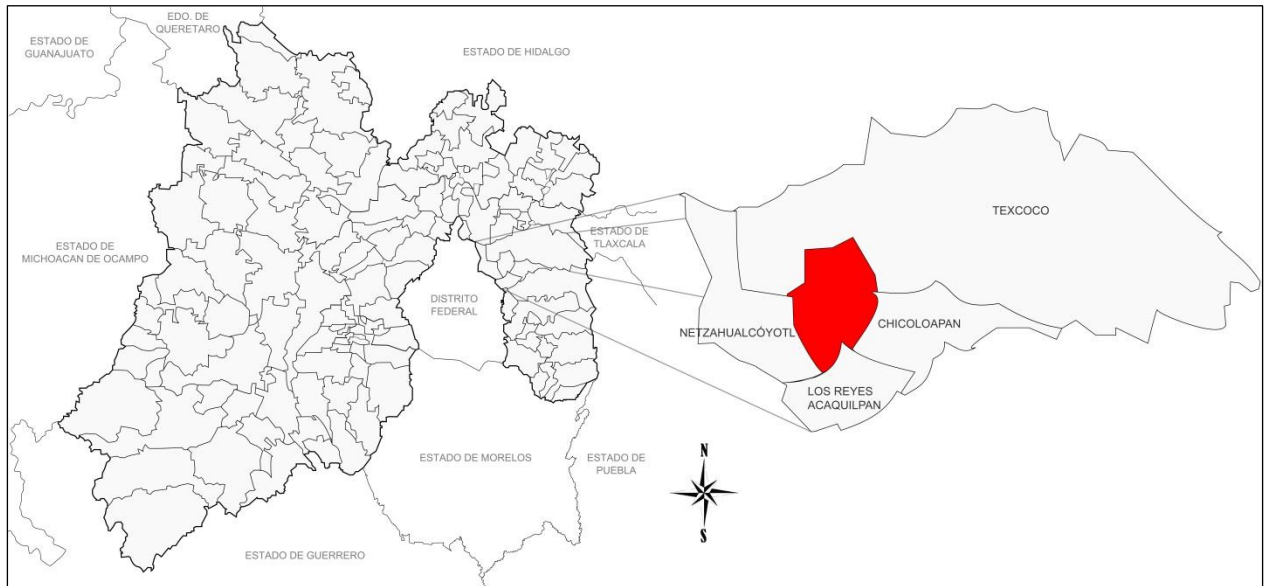 EDO. DE
QUERETARO
ESTADO DE
GUANAJUATO
ESTADO DE HIDALGO
ESTADO DE
MICHOACAN DE OCAMPO
ESTADO DE
TLAXCALA
DISTRITO
FEDERAL
ESTADO DE MORELOS
ESTADO DE
PUEBLA
ESTADO DE GUERRERO
TEXCOCO
NETZAHUALCÓYOTL
CHICOLOAPAN
LOS REYES
ACAQUILPAN
N
S